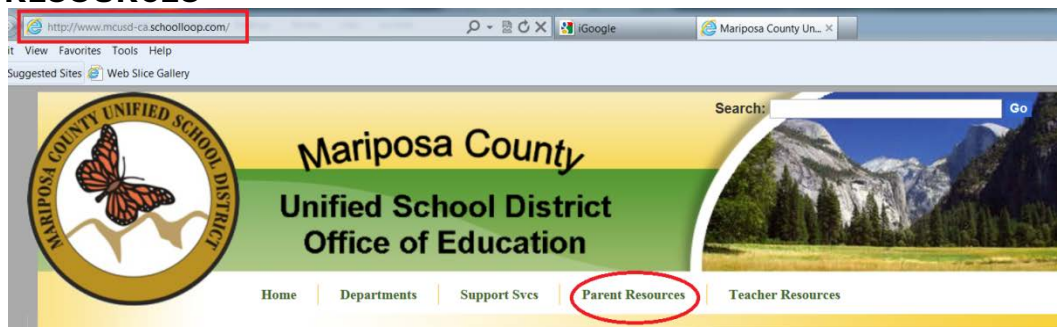 RESOURCES
http://www.mcusd-ca.schoolloop.com/
iGoogle
Mariposa County Un...
it View Favorites Tools Help
Suggested Sites Web Slice Gallery
MARIPOSA COUNTY UNIFIED SCHOOL DISTRICT
Search: Go
Mariposa County
Unified School District
Office of Education
Home Departments Support Svcs Parent Resources Teacher Resources